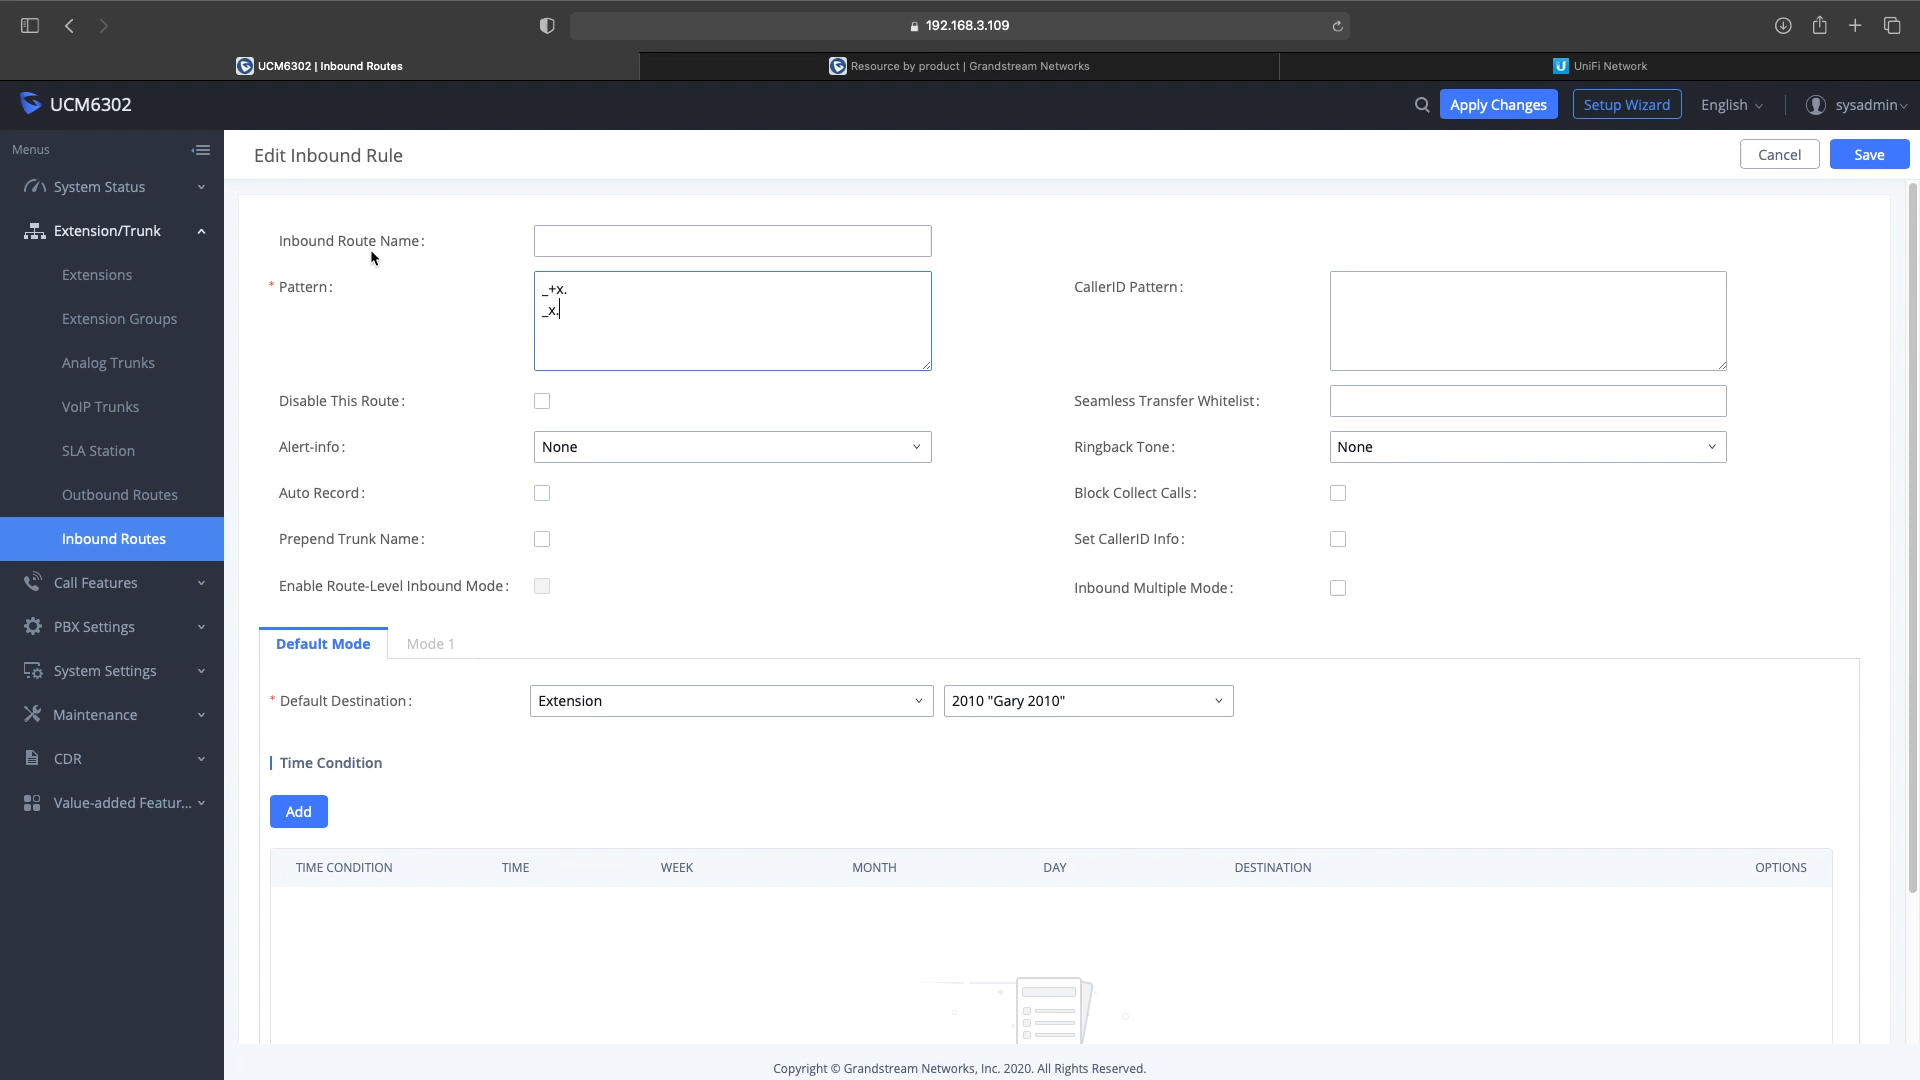 192.168.3.109
UCM6302 | Inbound Routes
Resource by product | Grandstream Networks
UniFi Network
UCM6302
Apply Changes
Setup Wizard
English
sysadmin
Menus
System Status
Extension/Trunk
Extensions
Extension Groups
Analog Trunks
VoIP Trunks
SLA Station
Outbound Routes
Inbound Routes
Call Features
PBX Settings
System Settings
Maintenance
CDR
Value-added Featur...
Edit Inbound Rule
Cancel
Save
Inbound Route Name:
* Pattern:
_+x.
_x.
CallerID Pattern:
Disable This Route:
Seamless Transfer Whitelist:
Alert-info: None
Ringback Tone: None
Auto Record:
Block Collect Calls:
Prepend Trunk Name:
Set CallerID Info:
Enable Route-Level Inbound Mode:
Inbound Multiple Mode:
Default Mode
Mode 1
* Default Destination: Extension 2010 "Gary 2010"
Time Condition
Add
TIME CONDITION TIME WEEK MONTH DAY DESTINATION OPTIONS
Copyright © Grandstream Networks, Inc. 2020. All Rights Reserved.